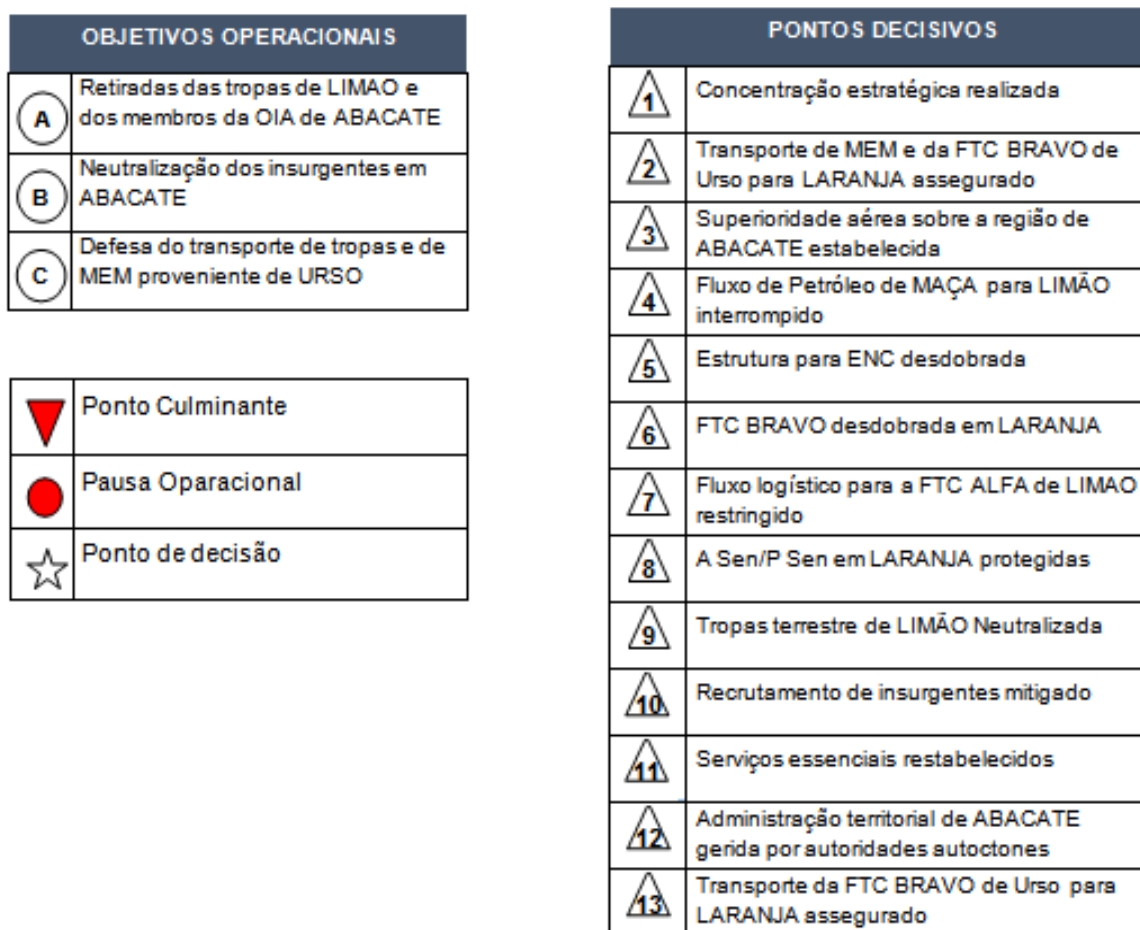 OBJETIVOS OPERACIONAIS
A
Retiradas das tropas de LIMAO e
dos membros da OIA de ABACATE
B
Neutralização dos insurgentes em
ABACATE
C
Defesa do transporte de tropas e de
MEM proveniente de URSO
Ponto Culminante
Pausa Oparacional
Ponto de decisão
PONTOS DECISIVOS
1
Concentração estratégica realizada
2
Transporte de MEM e da FTC BRAVO de
Urso para LARANJA assegurado
3
Superioridade aérea sobre a região de
ABACATE estabelecida
4
Fluxo de Petróleo de MAÇA para LIMÃO
interrompido
5
Estrutura para ENC desdobrada
6
FTC BRAVO desdobrada em LARANJA
7
Fluxo logístico para a FTC ALFA de LIMAO
restringido
8
A Sen/P Sen em LARANJA protegidas
9
Tropas terrestre de LIMÃO Neutralizada
10
Recrutamento de insurgentes mitigado
11
Serviços essenciais restabelecidos
12
Administração territorial de ABACATE
gerida por autoridades autoctones
13
Transporte da FTC BRAVO de Urso para
LARANJA assegurado